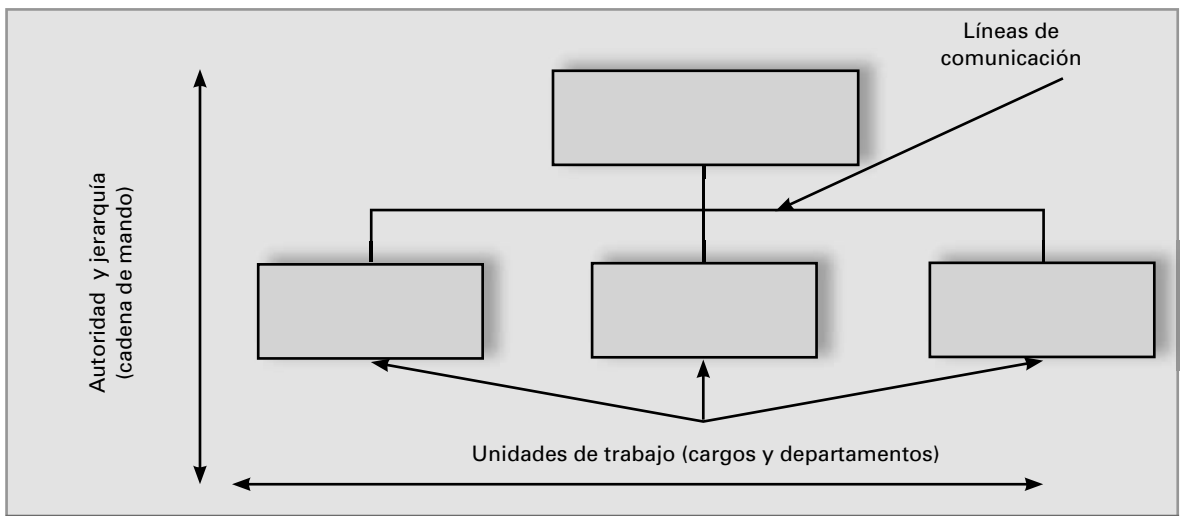 Líneas de
comunicación
Autoridad y jerarquía
(cadena de mando)
Unidades de trabajo (cargos y departamentos)